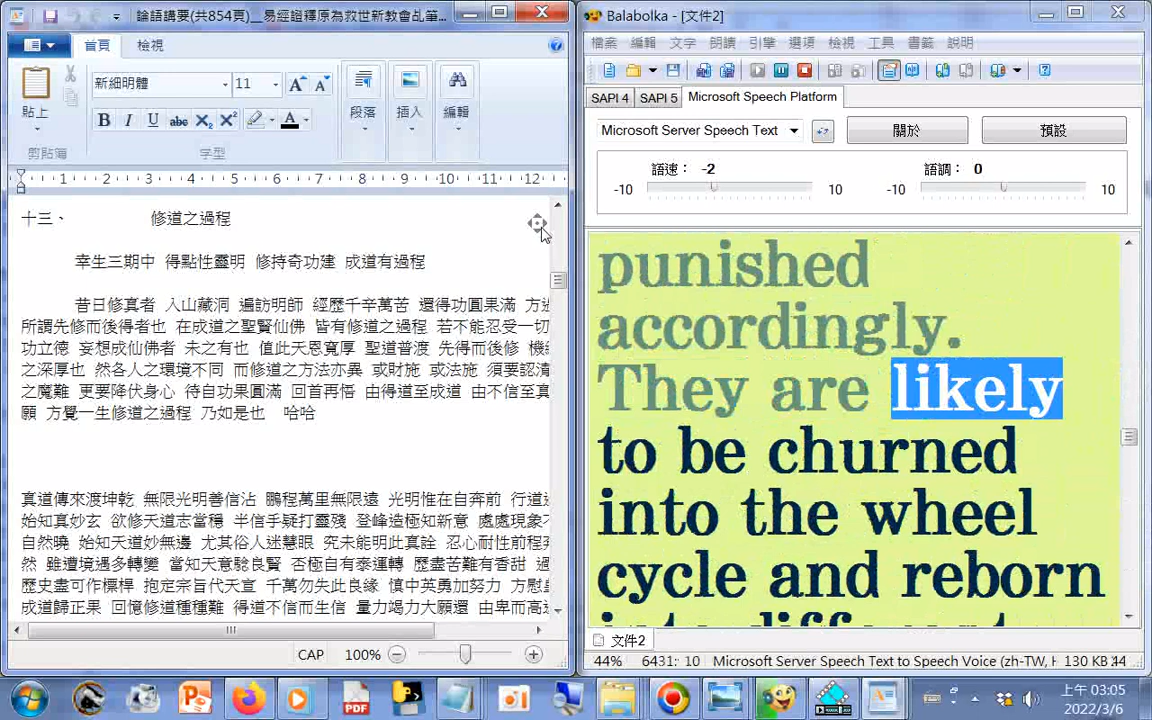 論語講要(共854頁)__易經證釋原為救世新教會乩筆...
首頁 檢視
貼上
剪貼簿
新細明體 11
B I U abc X₂ X²
字型
段落 插入 編輯
1 2 3 4 5 6 7 8 9 10 11 12
十三、 修道之過程
幸生三期中 得點性靈明 修持奇功建 成道有過程
昔日修真者 入山藏洞 遍訪明師 經歷千辛萬苦 還得功圓果滿 方
所謂先修而後得者也 在成道之聖賢仙佛 皆有修道之過程 若不能忍受一切
功立德 妄想成仙佛者 未之有也 值此天恩寬厚 聖道普渡 先得而後修 機
之深厚也 然各人之環境不同 而修道之方法亦異 或財施 或法施 須要認清
之魔難 更要降伏身心 待自功果圓滿 回首再悟 由得道至成道 由不信至真
願 方覺一生修道之過程 乃如是也 哈哈
真道傳來渡坤乾 無限光明善信沾 鵬程萬里無限遠 光明惟在自奔前 行道
始知真妙玄 欲修天道志當穩 半信乎疑打靈殘 登峰造極知新意 處處現象
自然曉 始知天道妙無邊 尤其俗人迷慧眼 究未能明此真詮 忍心耐性前程
然 雖遭境遇多轉變 當知天意驗良賢 否極自有泰運轉 歷盡苦難有香甜
歷史盡可作標桿 抱定宗旨代天宣 千萬勿失此良緣 慎中英勇加努力 方慰
成道歸正果 回憶修道種種難 得道不信而生信 量力竭力大願還 由卑而高
CAP 100%
Balabolka - [文件2]
檔案 編輯 文字 朗讀 引擎 選項 檢視 工具 書籤 說明
SAPI 4 SAPI 5 Microsoft Speech Platform
Microsoft Server Speech Text 關於 預設
語速： -2 語調： 0
-10 10 -10 10
punished
accordingly.
They are likely
to be churned
into the wheel
cycle and reborn
into different
文件2
44% 6431: 10 Microsoft Server Speech Text to Speech Voice (zh-TW, H 130 KB
PDF
上午 03:05
2022/3/6